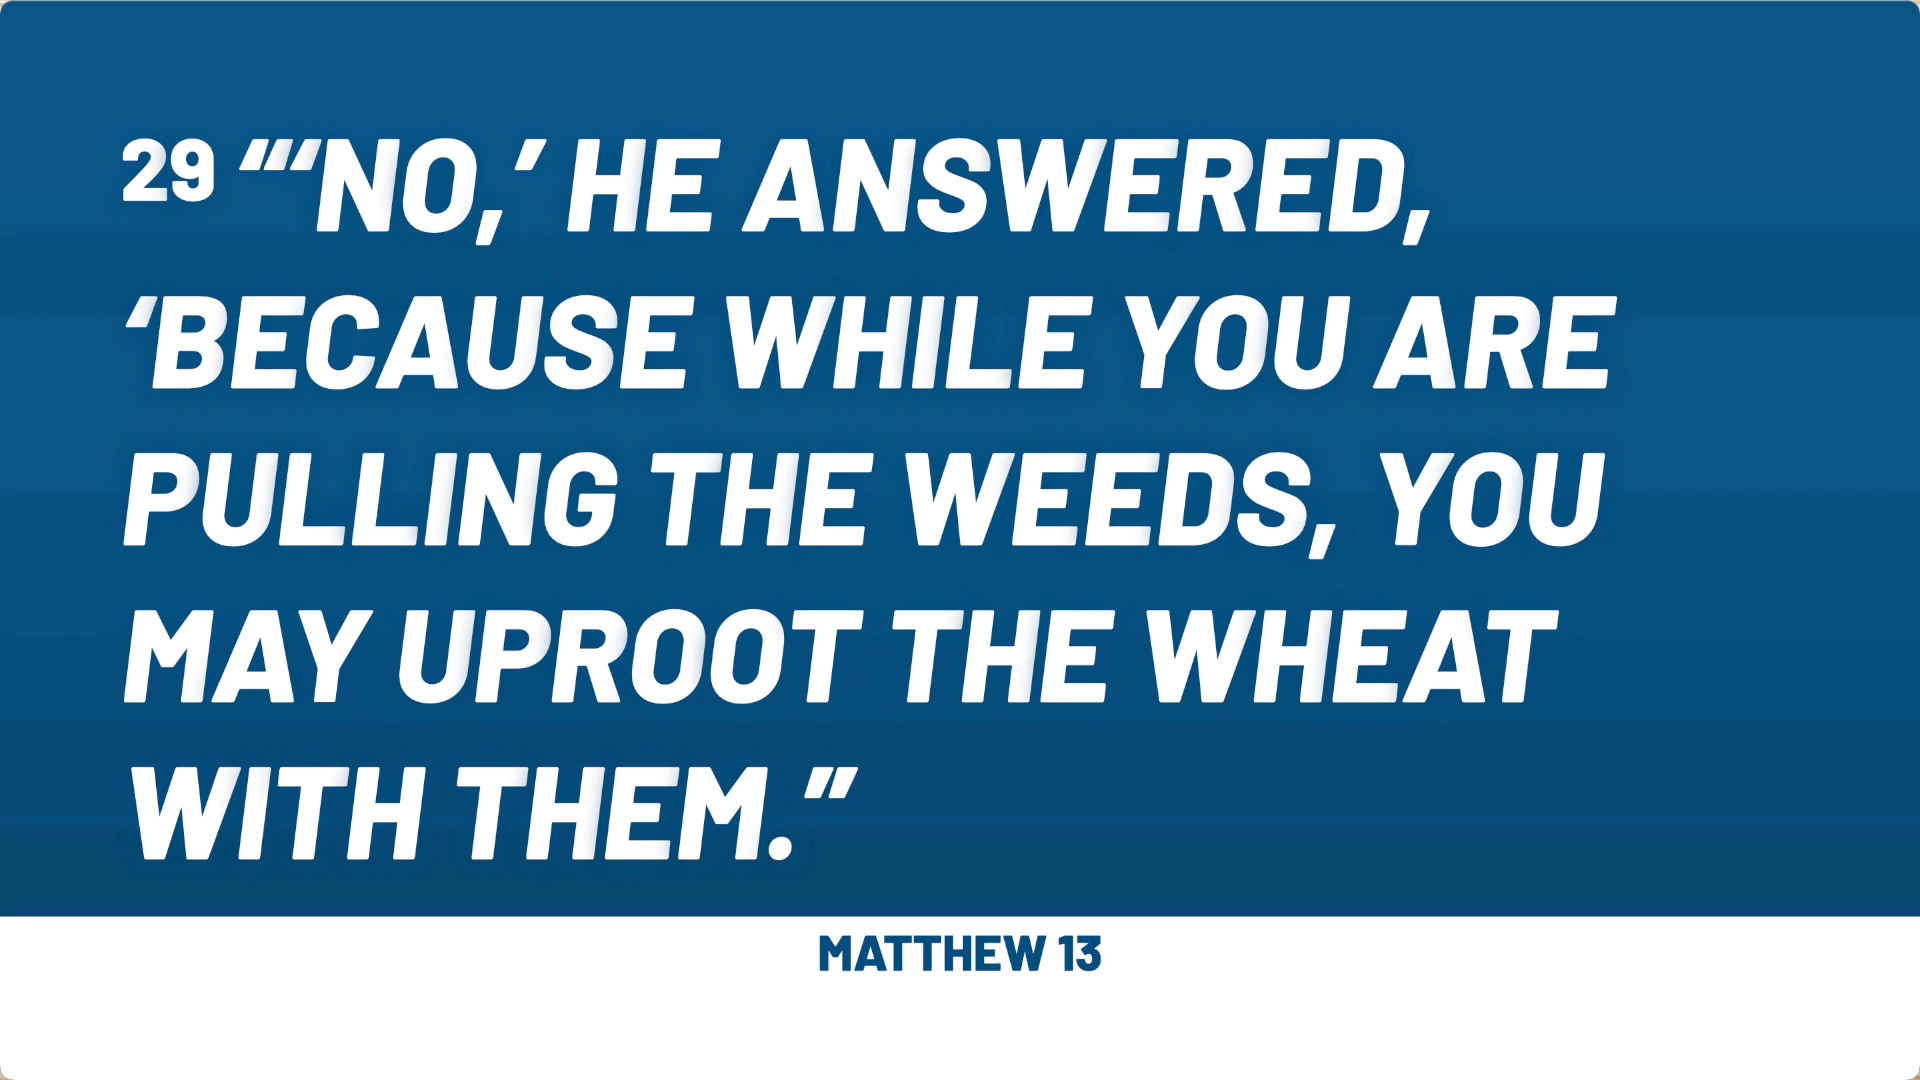 29 “‘NO,’ HE ANSWERED,
‘BECAUSE WHILE YOU ARE
PULLING THE WEEDS, YOU
MAY UPROOT THE WHEAT
WITH THEM.”
MATTHEW 13